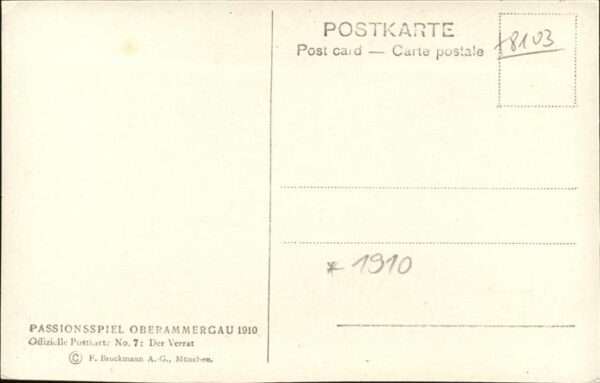 POSTKARTE
Post card — Carte postale
18103
* 1910
PASSIONSSPIEL OBERAMMERGAU 1910
Offizielle Postkarte No. 7: Der Verrat
© F. Bruckmann A.-G., München.